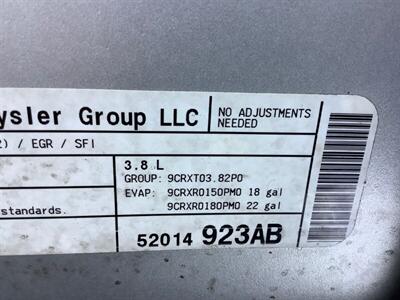 ysler Group LLC
NO ADJUSTMENTS
NEEDED
) / EGR / SFI
3.8 L
GROUP: 9CRXT03.82P0
EVAP: 9CRXR0150PM0 18 gal
9CRXR0180PM0 22 gal
standards.
52014 923AB